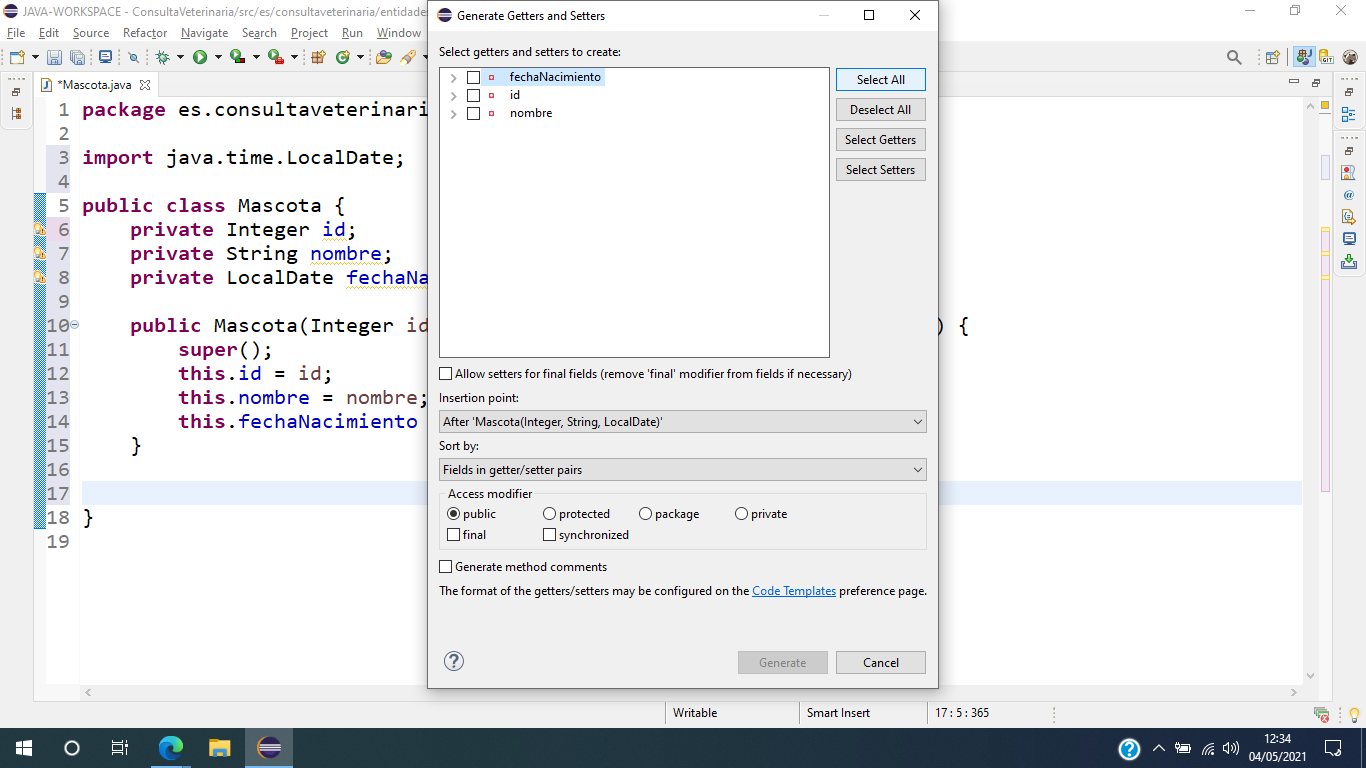 JAVA-WORKSPACE - ConsultaVeterinaria/src/es/consultaveterinaria/entidade
File Edit Source Refactor Navigate Search Project Run Window
*Mascota.java
1 package es.consultaveterinari
2
3 import java.time.LocalDate;
4
5 public class Mascota {
6 private Integer id;
7 private String nombre;
8 private LocalDate fechaNa
9
10 public Mascota(Integer id ) {
11 super();
12 this.id = id;
13 this.nombre = nombre;
14 this.fechaNacimiento
15 }
16
17
18 }
19
Generate Getters and Setters
Select getters and setters to create:
fechaNacimiento
id
nombre
Select All
Deselect All
Select Getters
Select Setters
Allow setters for final fields (remove 'final' modifier from fields if necessary)
Insertion point:
After 'Mascota(Integer, String, LocalDate)'
Sort by:
Fields in getter/setter pairs
Access modifier
public protected package private
final synchronized
Generate method comments
The format of the getters/setters may be configured on the Code Templates preference page.
Generate Cancel
Writable Smart Insert 17 : 5 : 365
12:34
04/05/2021